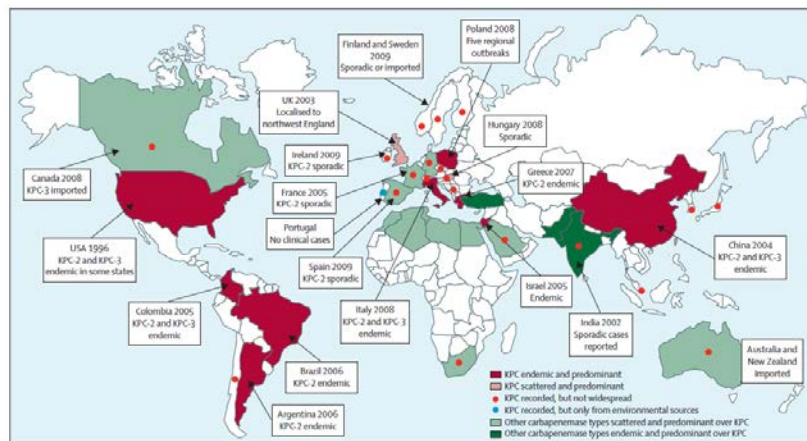 Finland and Sweden
2009
Sporadic or imported
Poland 2008
Five regional
outbreaks
UK 2003
Localised to
northwest England
Hungary 2008
Sporadic
Ireland 2009
KPC-2 sporadic
Greece 2007
KPC-2 endemic
Canada 2008
KPC-3 imported
France 2005
KPC-2 sporadic
Portugal
No clinical cases
USA 1996
KPC-2 and KPC-3
endemic in some states
Spain 2009
KPC-2 sporadic
China 2004
KPC-2 and KPC-3
endemic
Israel 2005
Endemic
Colombia 2005
KPC-2 and KPC-3
endemic
Italy 2008
KPC-2 and KPC-3
endemic
India 2002
Sporadic cases
reported
Australia and
New Zealand
Imported
Brazil 2006
KPC-2 endemic
Argentina 2006
KPC-2 endemic
KPC endemic and predominant
KPC scattered and predominant
KPC recorded, but not widespread
KPC recorded, but only from environmental sources
Other carbapenemase types scattered and predominant over KPC
Other carbapenemase types endemic and predominant over KPC